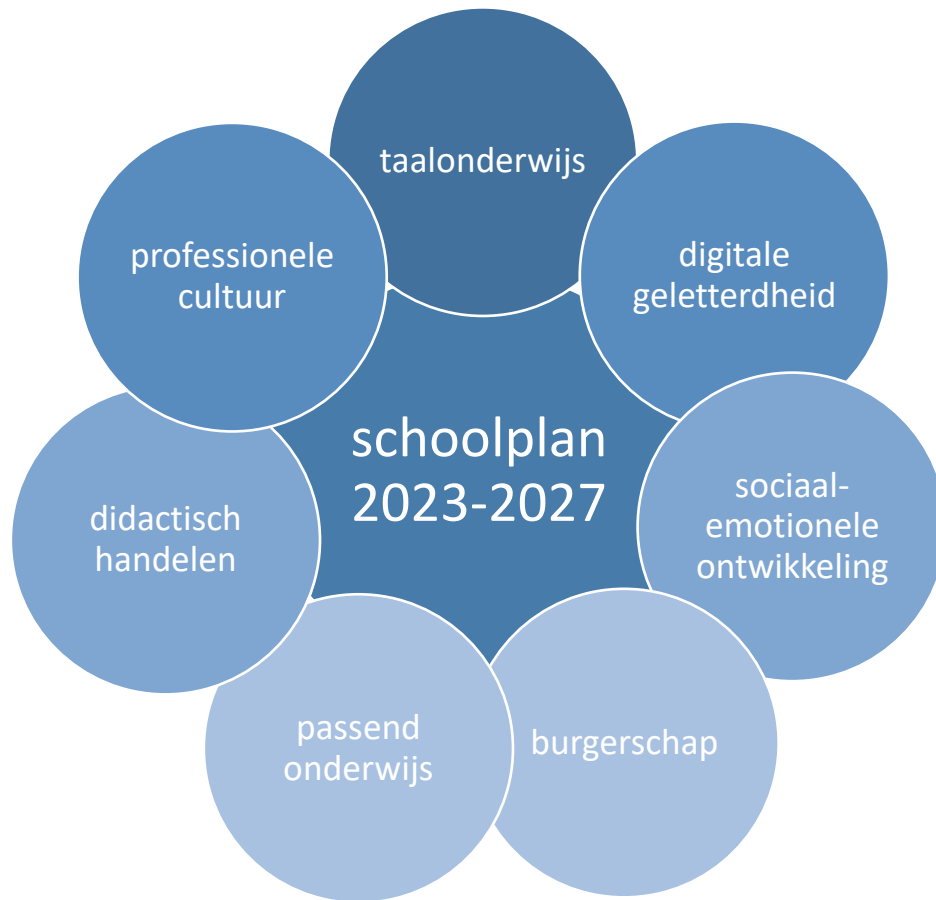 taalonderwijs
digitale
geletterdheid
sociaal-
emotionele
ontwikkeling
burgerschap
passend
onderwijs
didactisch
handelen
professionele
cultuur
schoolplan
2023-2027